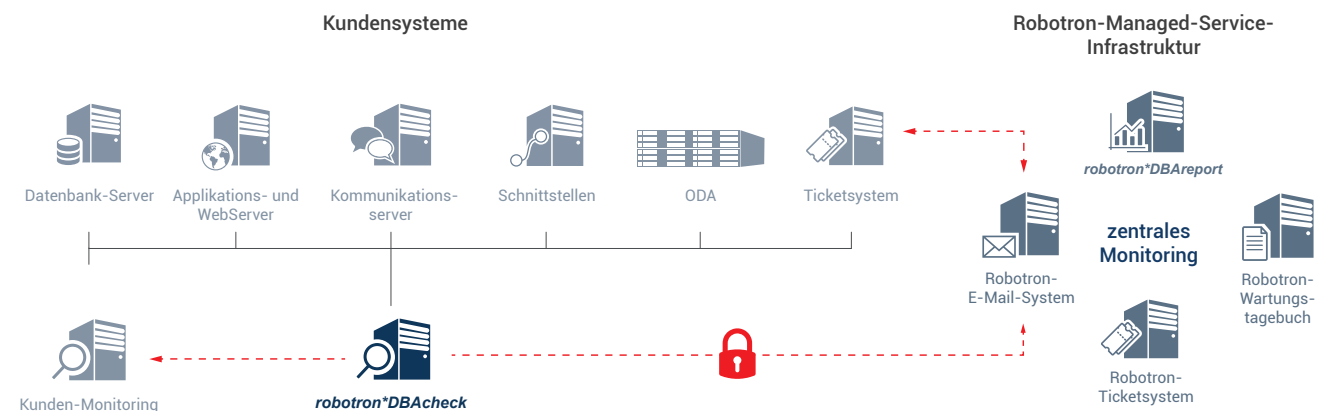 Kundensysteme
Robotron-Managed-Service-
Infrastruktur
Datenbank-Server
Applikations- und
WebServer
Kommunikations-
server
Schnittstellen
ODA
Ticketsystem
robotron*DBAreport
zentrales
Monitoring
Robotron-
E-Mail-System
Robotron-
Wartungs-
tagebuch
Robotron-
Ticketsystem
Kunden-Monitoring
robotron*DBAcheck